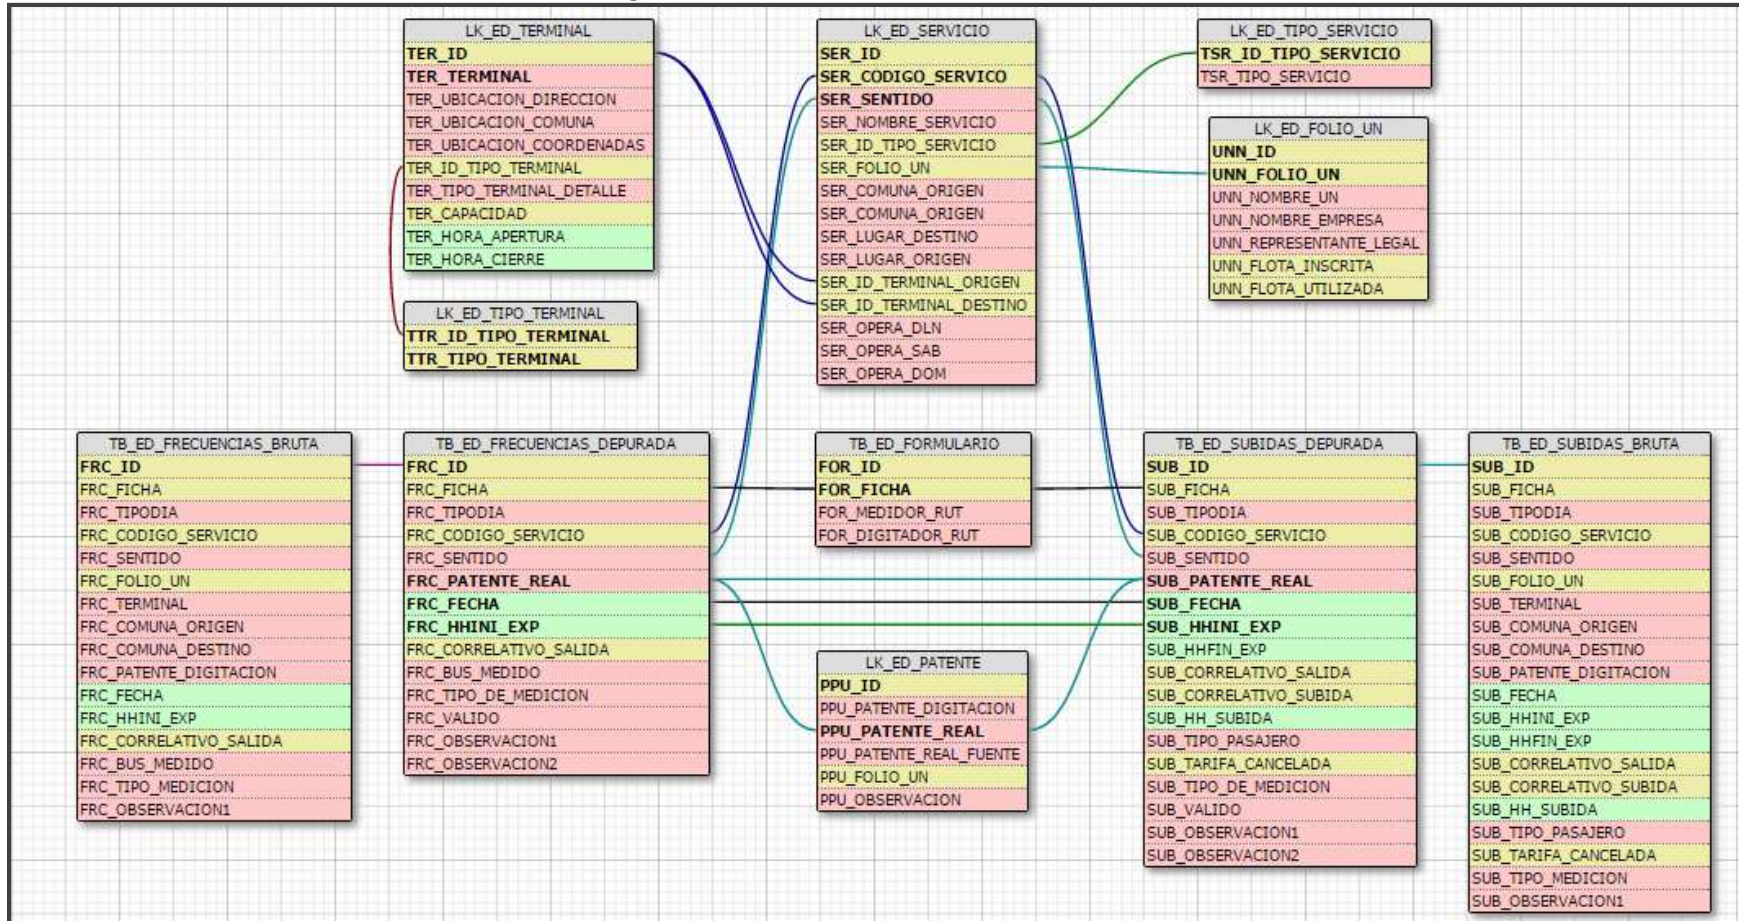 LK_ED_TERMINAL
TER_ID
TER_TERMINAL
TER_UBICACION_DIRECCION
TER_UBICACION_COMUNA
TER_UBICACION_COORDENADAS
TER_ID_TIPO_TERMINAL
TER_TIPO_TERMINAL_DETALLE
TER_CAPACIDAD
TER_HORA_APERTURA
TER_HORA_CIERRE
LK_ED_TIPO_TERMINAL
TTR_ID_TIPO_TERMINAL
TTR_TIPO_TERMINAL
LK_ED_SERVICIO
SER_ID
SER_CODIGO_SERVICO
SER_SENTIDO
SER_NOMBRE_SERVICIO
SER_ID_TIPO_SERVICIO
SER_FOLIO_UN
SER_COMUNA_ORIGEN
SER_COMUNA_ORIGEN
SER_LUGAR_DESTINO
SER_LUGAR_ORIGEN
SER_ID_TERMINAL_ORIGEN
SER_ID_TERMINAL_DESTINO
SER_OPERA_DLN
SER_OPERA_SAB
SER_OPERA_DOM
LK_ED_TIPO_SERVICIO
TSR_ID_TIPO_SERVICIO
TSR_TIPO_SERVICIO
LK_ED_FOLIO_UN
UNN_ID
UNN_FOLIO_UN
UNN_NOMBRE_UN
UNN_NOMBRE_EMPRESA
UNN_REPRESENTANTE_LEGAL
UNN_FLOTA_INSCRITA
UNN_FLOTA_UTILIZADA
TB_ED_FRECUENCIAS_BRUTA
FRC_ID
FRC_FICHA
FRC_TIPODIA
FRC_CODIGO_SERVICIO
FRC_SENTIDO
FRC_FOLIO_UN
FRC_TERMINAL
FRC_COMUNA_ORIGEN
FRC_COMUNA_DESTINO
FRC_PATENTE_DIGITACION
FRC_FECHA
FRC_HHINI_EXP
FRC_CORRELATIVO_SALIDA
FRC_BUS_MEDIDO
FRC_TIPO_MEDICION
FRC_OBSERVACION1
TB_ED_FRECUENCIAS_DEPURADA
FRC_ID
FRC_FICHA
FRC_TIPODIA
FRC_CODIGO_SERVICIO
FRC_SENTIDO
FRC_PATENTE_REAL
FRC_FECHA
FRC_HHINI_EXP
FRC_CORRELATIVO_SALIDA
FRC_BUS_MEDIDO
FRC_TIPO_DE_MEDICION
FRC_VALIDO
FRC_OBSERVACION1
FRC_OBSERVACION2
TB_ED_FORMULARIO
FOR_ID
FOR_FICHA
FOR_MEDIDOR_RUT
FOR_DIGITADOR_RUT
LK_ED_PATENTE
PPU_ID
PPU_PATENTE_DIGITACION
PPU_PATENTE_REAL
PPU_PATENTE_REAL_FUENTE
PPU_FOLIO_UN
PPU_OBSERVACION
TB_ED_SUBIDAS_DEPURADA
SUB_ID
SUB_FICHA
SUB_TIPODIA
SUB_CODIGO_SERVICIO
SUB_SENTIDO
SUB_PATENTE_REAL
SUB_FECHA
SUB_HHINI_EXP
SUB_HHFIN_EXP
SUB_CORRELATIVO_SALIDA
SUB_CORRELATIVO_SUBIDA
SUB_HH_SUBIDA
SUB_TIPO_PASAJERO
SUB_TARIFA_CANCELADA
SUB_TIPO_DE_MEDICION
SUB_VALIDO
SUB_OBSERVACION1
SUB_OBSERVACION2
TB_ED_SUBIDAS_BRUTA
SUB_ID
SUB_FICHA
SUB_TIPODIA
SUB_CODIGO_SERVICIO
SUB_SENTIDO
SUB_FOLIO_UN
SUB_TERMINAL
SUB_COMUNA_ORIGEN
SUB_COMUNA_DESTINO
SUB_PATENTE_DIGITACION
SUB_FECHA
SUB_HHINI_EXP
SUB_HHFIN_EXP
SUB_CORRELATIVO_SALIDA
SUB_CORRELATIVO_SUBIDA
SUB_HH_SUBIDA
SUB_TIPO_PASAJERO
SUB_TARIFA_CANCELADA
SUB_TIPO_MEDICION
SUB_OBSERVACION1